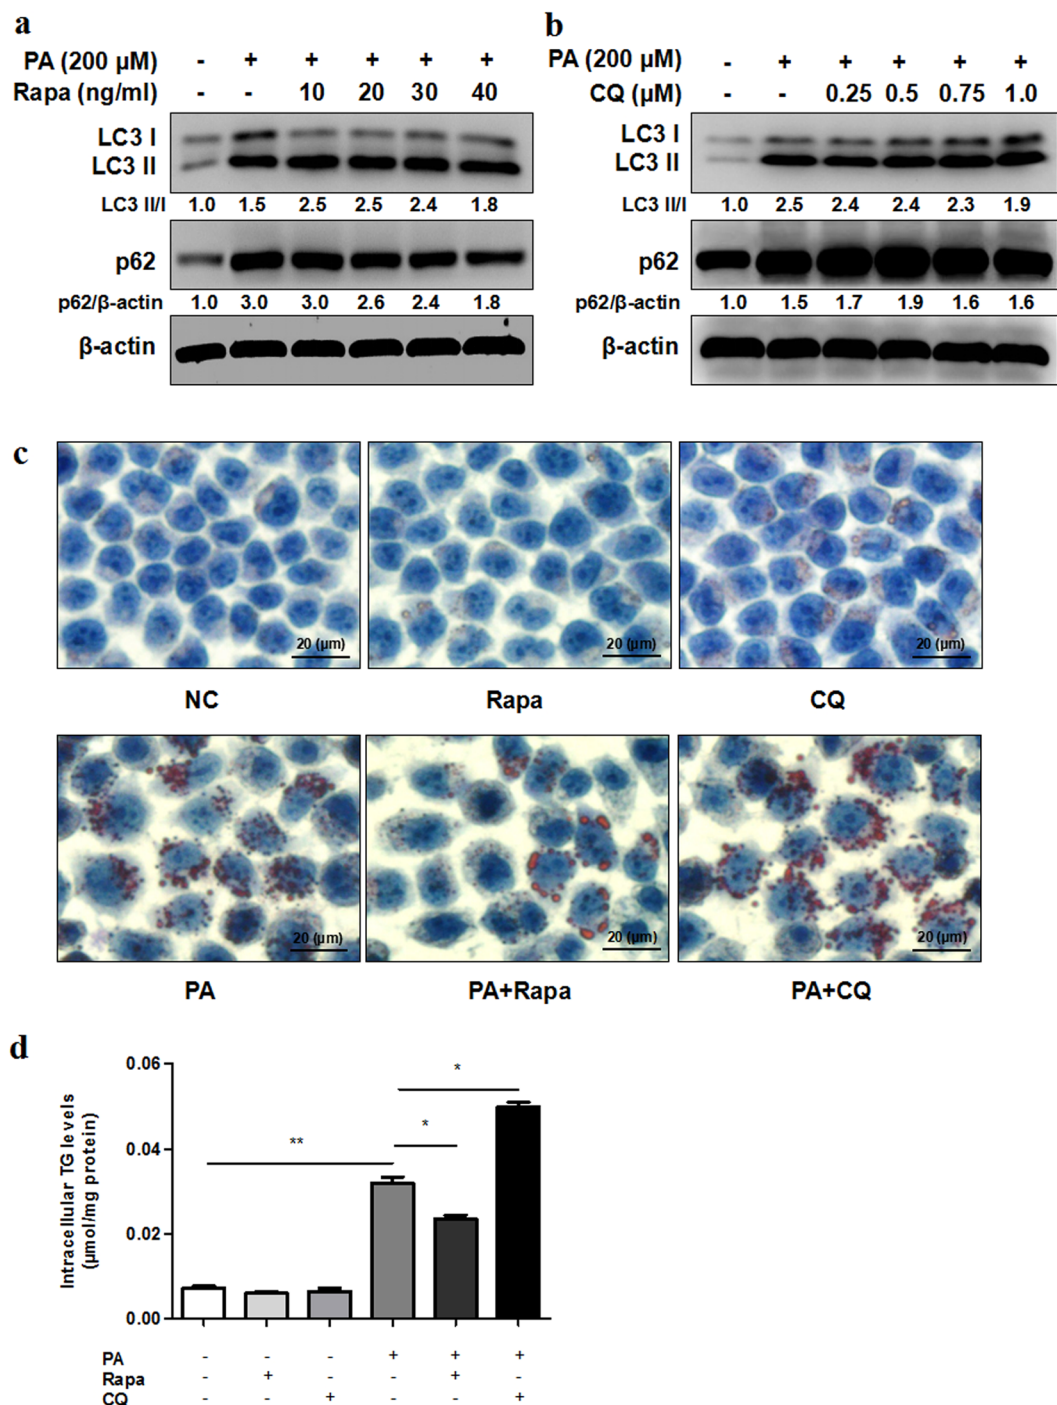 a
PA (200 µM) - + + + + +
Rapa (ng/ml) - - 10 20 30 40
LC3 I
LC3 II
LC3 II/I 1.0 1.5 2.5 2.5 2.4 1.8
p62
p62/β-actin 1.0 3.0 3.0 2.6 2.4 1.8
β-actin
b
PA (200 µM) - + + + + +
CQ (µM) - - 0.25 0.5 0.75 1.0
LC3 I
LC3 II
LC3 II/I 1.0 2.5 2.4 2.4 2.3 1.9
p62
p62/β-actin 1.0 1.5 1.7 1.9 1.6 1.6
β-actin
c
20 (µm) 20 (µm) 20 (µm)
NC Rapa CQ
20 (µm) 20 (µm) 20 (µm)
PA PA+Rapa PA+CQ
d
Intracellular TG levels
(µmol/mg protein)
0.06
0.04
0.02
0.00
** * *
PA - - - + + +
Rapa - + - - + -
CQ - - + - - +